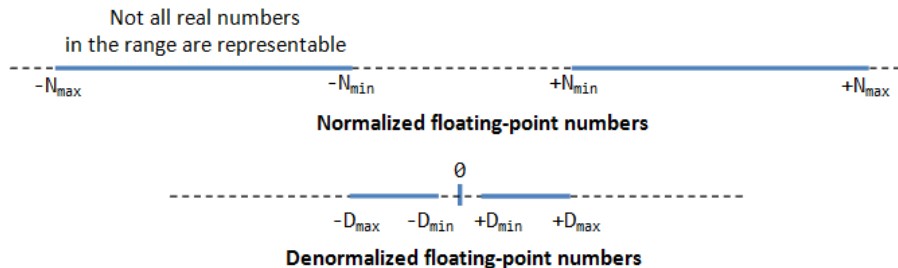 Not all real numbers
in the range are representable
-Nmax -Nmin +Nmin +Nmax
Normalized floating-point numbers
0
-Dmax -Dmin +Dmin +Dmax
Denormalized floating-point numbers